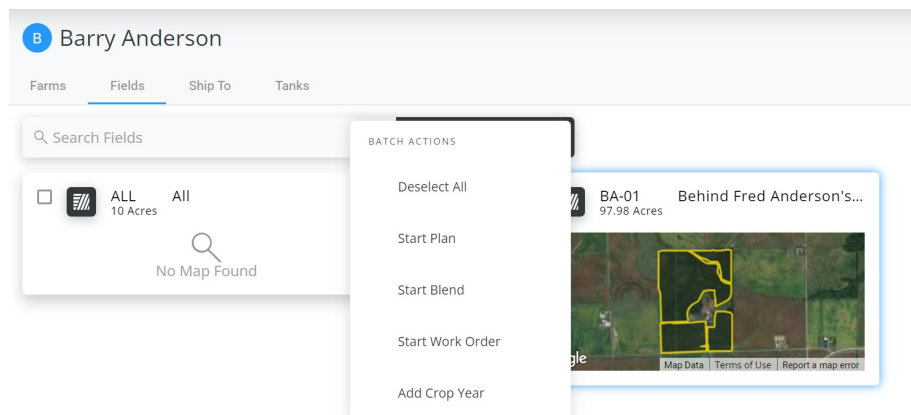 B Barry Anderson
Farms Fields Ship To Tanks
Search Fields
BATCH ACTIONS
Deselect All
Start Plan
Start Blend
Start Work Order
Add Crop Year
ALL All
10 Acres
No Map Found
BA-01 Behind Fred Anderson's...
97.98 Acres
gle
Map Data Terms of Use Report a map error